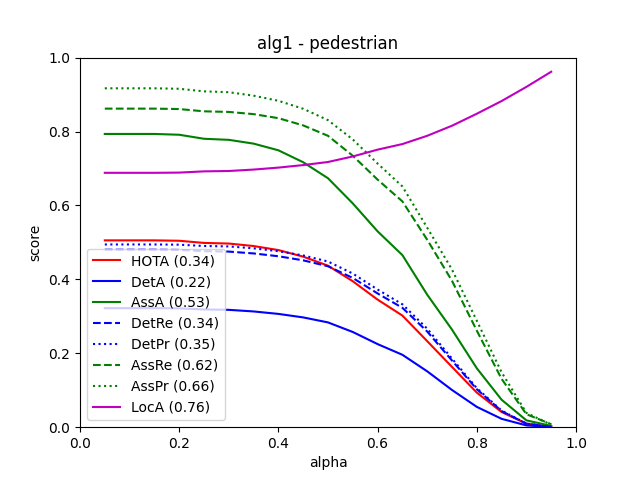 alg1 - pedestrian
1.0
0.8
0.6
0.4
0.2
0.0
score
HOTA (0.34)
DetA (0.22)
AssA (0.53)
DetRe (0.34)
DetPr (0.35)
AssRe (0.62)
AssPr (0.66)
LocA (0.76)
0.0 0.2 0.4 0.6 0.8 1.0
alpha